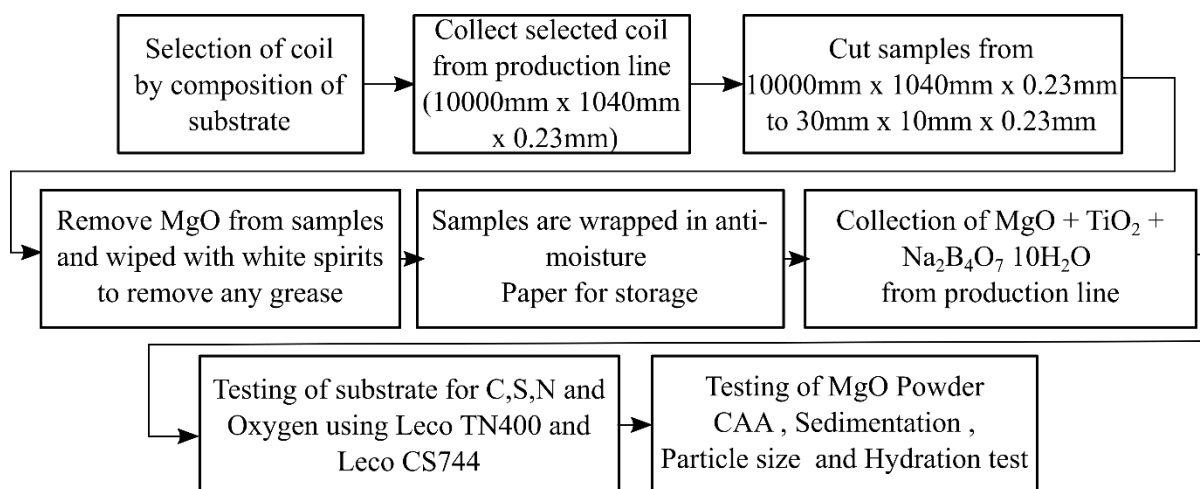 Selection of coil
by composition of
substrate
Collect selected coil
from production line
(10000mm x 1040mm
x 0.23mm)
Cut samples from
10000mm x 1040mm x 0.23mm
to 30mm x 10mm x 0.23mm
Remove MgO from samples
and wiped with white spirits
to remove any grease
Samples are wrapped in anti-
moisture
Paper for storage
Collection of MgO + TiO₂ +
Na₂B₄O₇ 10H₂O
from production line
Testing of substrate for C,S,N and
Oxygen using Leco TN400 and
Leco CS744
Testing of MgO Powder
CAA , Sedimentation ,
Particle size and Hydration test